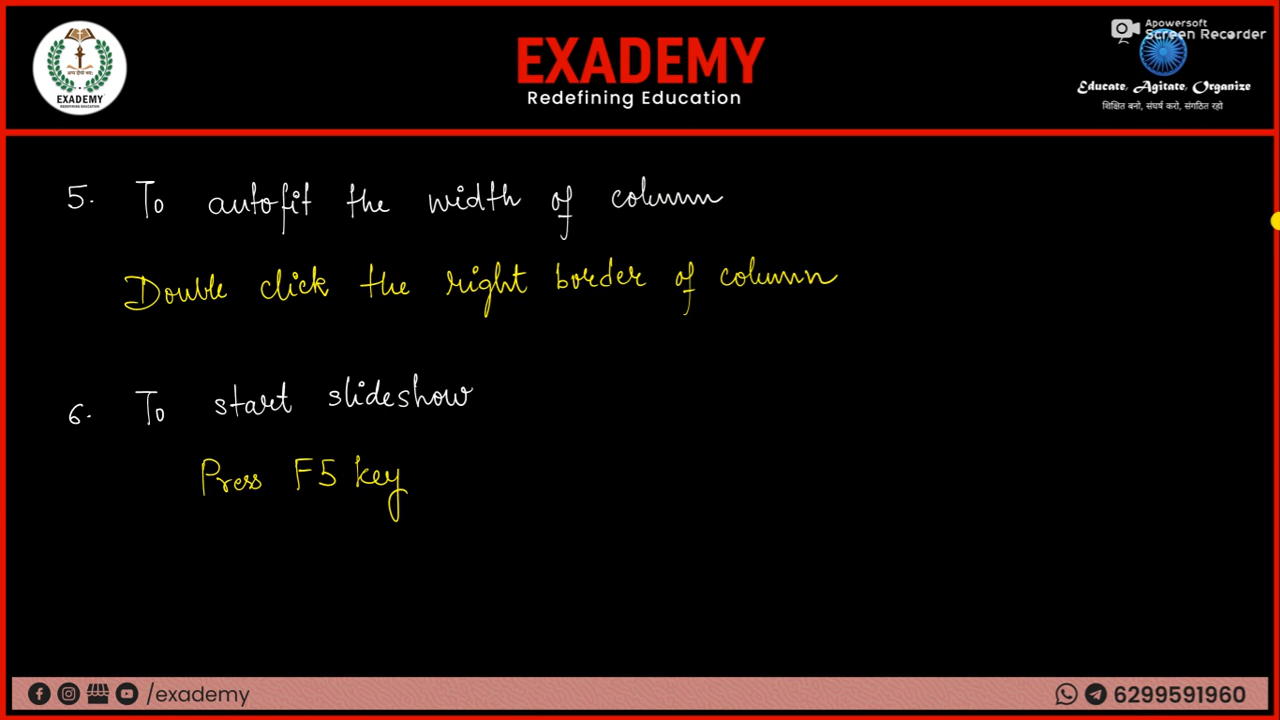 EXADEMY
Redefining Education
EXADEMY
REDEFINING EDUCATION
Apowersoft
Screen Recorder
Educate, Agitate, Organize
शिक्षित बनो, संघर्ष करो, संगठित रहो
5. To autofit the width of column
Double click the right border of column
6. To start slideshow
Press F5 key
/exademy
6299591960